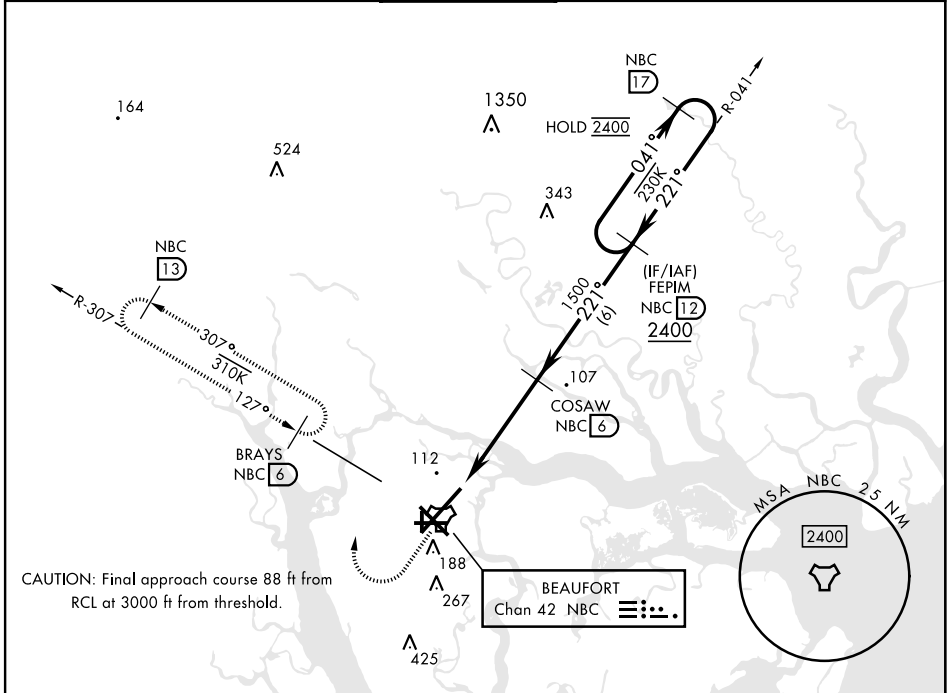 NBC
17
R-041
164
1350
HOLD 2400
041°
230K
221°
524
343
NBC
13
(IF/IAF)
FEPIM
NBC 12
2400
1500
221°
(6)
R-307
307°
310K
127°
107
COSAW
NBC 6
BRAYS
NBC 6
112
MSA NBC 25 NM
2400
188
CAUTION: Final approach course 88 ft from
RCL at 3000 ft from threshold.
267
BEAUFORT
Chan 42 NBC
425